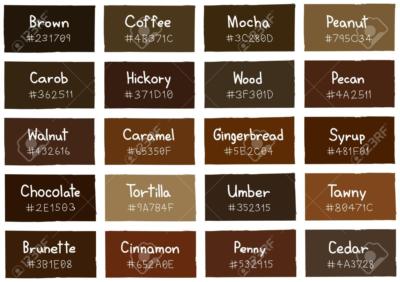 Brown
#231709
Coffee
#4B371C
Mocha
#3C280D
Peanut
#795C34
Carob
#362511
Hickory
#371D10
Wood
#3F301D
Pecan
#4A2511
Walnut
#432616
Caramel
#65350F
Gingerbread
#5B2C04
Syrup
#481F01
Chocolate
#2E1503
Tortilla
#9A784F
Umber
#352315
Tawny
#80471C
Brunette
#3B1E08
Cinnamon
#652A0E
Penny
#532915
Cedar
#4A3728